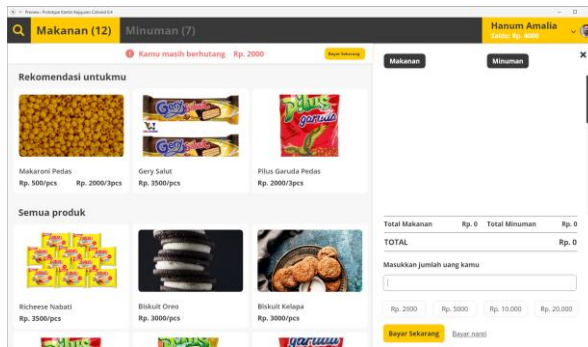 Preview: Prototype Kantin Kejujuran Colored 0.4
Makanan (12)
Minuman (7)
Hanum Amalia
Saldo: Rp. 4000
Kamu masih berhutang Rp. 2000
Bayar Sekarang
Rekomendasi untukmu
Makaroni Pedas
Rp. 500/pcs Rp. 2000/3pcs
Gery Salut
Rp. 3500/pcs
Pilus Garuda Pedas
Rp. 2000/3pcs
Semua produk
Richeese Nabati
Rp. 3500/pcs
Biskuit Oreo
Rp. 3000/pcs
Biskuit Kelapa
Rp. 3000/pcs
Makanan
Minuman
Total Makanan Rp. 0 Total Minuman Rp. 0
TOTAL Rp. 0
Masukkan jumlah uang kamu
Rp. 2000 Rp. 5000 Rp. 10.000 Rp. 20.000
Bayar Sekarang Bayar nanti